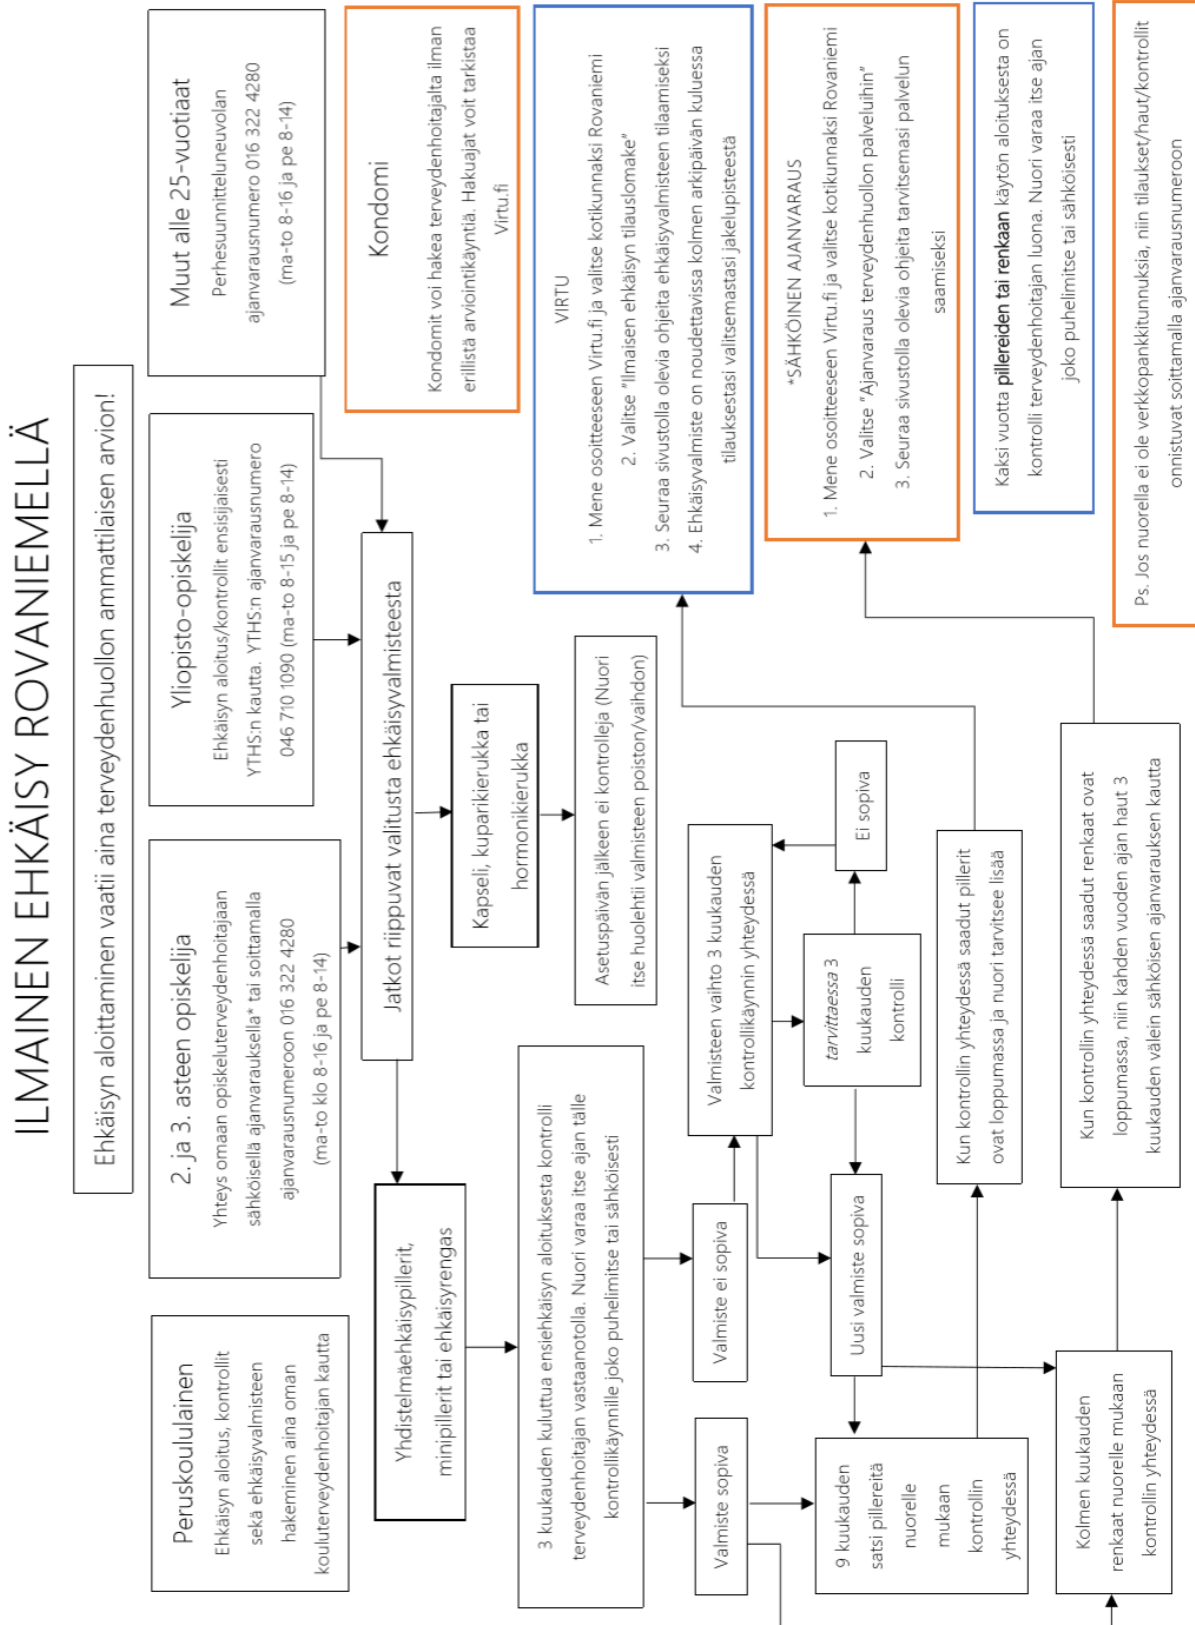 ILMAINEN EHKÄISY ROVANIEMELLÄ
Ehkäisyn aloittaminen vaatii aina terveydenhuollon ammattilaisen arvion!
Peruskoululainen
Ehkäisyn aloitus, kontrollit
sekä ehkäisyvalmisteen
hakeminen aina oman
kouluterveydenhoitajan kautta
2. ja 3. asteen opiskelija
Yhteys omaan opiskeluterveydenhoitajaan
sähköisellä ajanvarauksella* tai soittamalla
ajanvarausnumeroon 016 322 4280
(ma-to klo 8-16 ja pe 8-14)
Yliopisto-opiskelija
Ehkäisyn aloitus/kontrollit ensisijaisesti
YTHS:n kautta. YTHS:n ajanvarausnumero
046 710 1090 (ma-to 8-15 ja pe 8-14)
Muut alle 25-vuotiaat
Perhesuunnitteluneuvolan
ajanvarausnumero 016 322 4280
(ma-to 8-16 ja pe 8-14)
Jatkot riippuvat valitusta ehkäisyvalmisteesta
Yhdistelmäehkäisypillerit,
minipillerit tai ehkäisyrengas
Kapseli, kuparikierukka tai
hormonikierukka
Kondomi
Kondomit voi hakea terveydenhoitajalta ilman
erillistä arviointikäyntiä. Hakuajat voit tarkistaa
Virtu.fi
3 kuukauden kuluttua ensiehkäisyn aloituksesta kontrolli
terveydenhoitajan vastaanotolla. Nuori varaa itse ajan tälle
kontrollikäynnille joko puhelimitse tai sähköisesti
Asetuspäivän jälkeen ei kontrolleja (Nuori
itse huolehtii valmisteen poiston/vaihdon)
VIRTU
1. Mene osoitteeseen Virtu.fi ja valitse kotikunnaksi Rovaniemi
2. Valitse "Ilmaisen ehkäisyn tilauslomake"
3. Seuraa sivustolla olevia ohjeita ehkäisyvalmisteen tilaamiseksi
4. Ehkäisyvalmiste on noudettavissa kolmen arkipäivän kuluessa
tilauksestasi valitsemastasi jakelupisteestä
Valmiste sopiva
Valmiste ei sopiva
Valmisteen vaihto 3 kuukauden
kontrollikäynnin yhteydessä
tarvittaessa 3
kuukauden
kontrolli
Ei sopiva
Uusi valmiste sopiva
*SÄHKÖINEN AJANVARAUS
1. Mene osoitteeseen Virtu.fi ja valitse kotikunnaksi Rovaniemi
2. Valitse "Ajanvaraus terveydenhuollon palveluihin"
3. Seuraa sivustolla olevia ohjeita tarvitsemasi palvelun
saamiseksi
9 kuukauden
satsi pillereitä
nuorelle
mukaan
kontrollin
yhteydessä
Kun kontrollin yhteydessä saadut pillerit
ovat loppumassa ja nuori tarvitsee lisää
Kaksi vuotta pillereiden tai renkaan käytön aloituksesta on
kontrolli terveydenhoitajan luona. Nuori varaa itse ajan
joko puhelimitse tai sähköisesti
Kolmen kuukauden
renkaat nuorelle mukaan
kontrollin yhteydessä
Kun kontrollin yhteydessä saadut renkaat ovat
loppumassa, niin kahden vuoden ajan haut 3
kuukauden välein sähköisen ajanvarauksen kautta
Ps. Jos nuorella ei ole verkkopankkitunnuksia, niin tilaukset/haut/kontrollit
onnistuvat soittamalla ajanvarausnumeroon